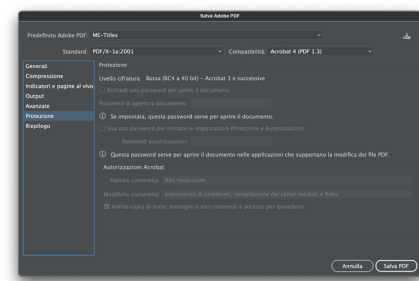 Salva Adobe PDF
Predefinito Adobe PDF: ME-Titles
Standard: PDF/X-1a:2001 Compatibilità: Acrobat 4 (PDF 1.3)
Generali
Compressione
Indicatori e pagine al vivo
Output
Avanzate
Protezione
Riepilogo
Protezione
Livello cifratura: Bassa (RC4 a 40 bit) - Acrobat 3 e successive
Richiedi una password per aprire il documento
Password di apertura documento:
Se impostata, questa password serve per aprire il documento.
Usa una password per limitare le impostazioni Protezione e Autorizzazioni
Password autorizzazioni:
Questa password serve per aprire il documento nelle applicazioni che supportano la modifica dei file PDF.
Autorizzazioni Acrobat
Stampa consentita: Alta risoluzione
Modifiche consentite: Inserimento di commenti, compilazione dei campi modulo e firma
Abilita copia di testo, immagini e altri contenuti e accesso per ipovedenti
Annulla Salva PDF